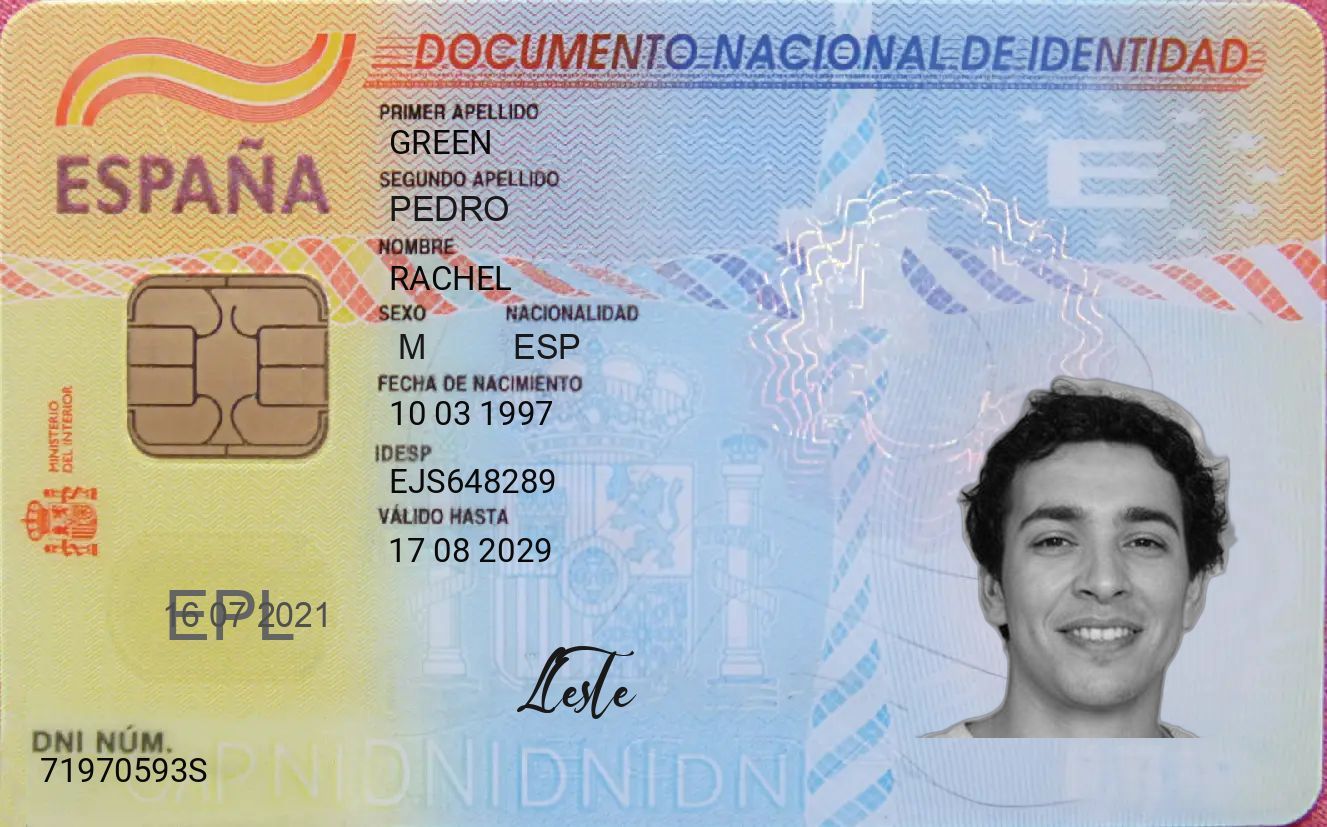 DOCUMENTO NACIONAL DE IDENTIDAD
ESPAÑA
PRIMER APELLIDO
GREEN
SEGUNDO APELLIDO
PEDRO
NOMBRE
RACHEL
SEXO NACIONALIDAD
M ESP
FECHA DE NACIMIENTO
10 03 1997
IDESP
EJS648289
VÁLIDO HASTA
17 08 2029
MINISTERIO
DEL INTERIOR
E
EPL
16 07 2021
DNI NÚM.
71970593S
DNIDNIDNIDNI